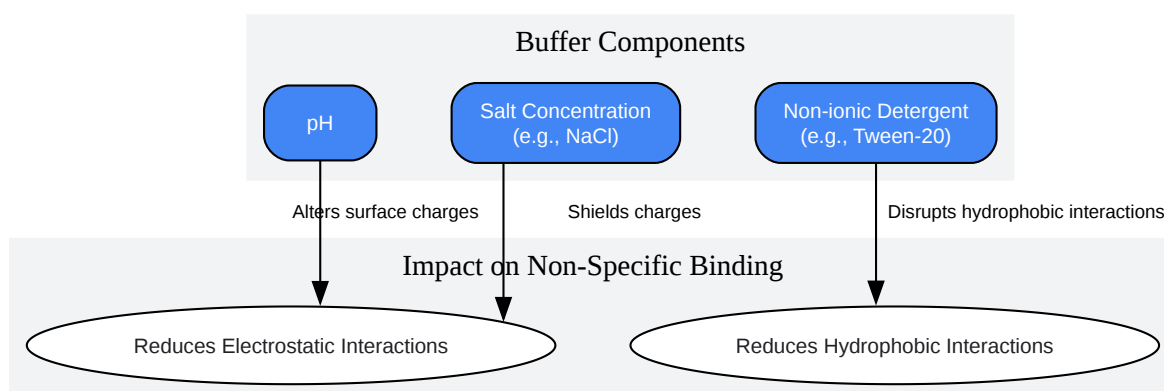 Buffer Components
pH
Salt Concentration
(e.g., NaCl)
Non-ionic Detergent
(e.g., Tween-20)
Alters surface charges
Shields charges
Disrupts hydrophobic interactions
Impact on Non-Specific Binding
Reduces Electrostatic Interactions
Reduces Hydrophobic Interactions